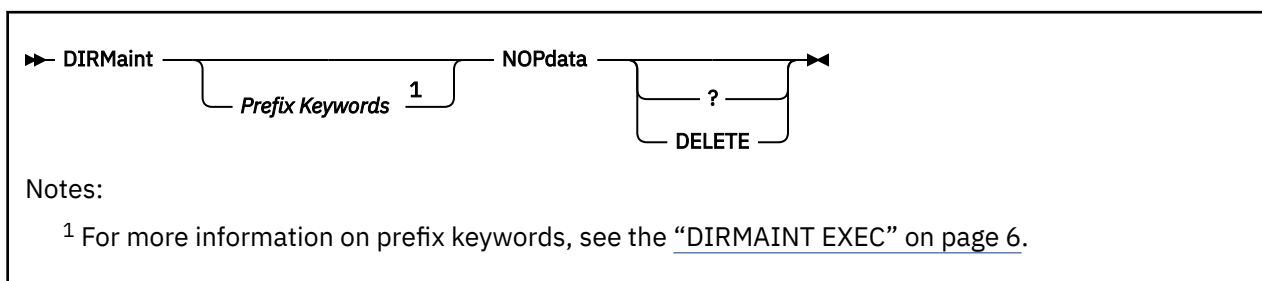 DIRMaint Prefix Keywords 1 NOPdata ? DELETE
Notes:
1 For more information on prefix keywords, see the “DIRMAINT EXEC” on page 6.